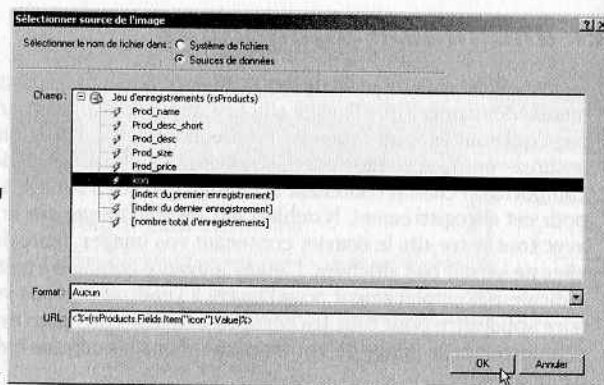 Sélectionner source de l'image
Sélectionner le nom de fichier dans : Système de fichiers
Sources de données
Champ : Jeu d'enregistrements (rsProducts)
Prod_name
Prod_desc_short
Prod_desc
Prod_size
Prod_price
icon
[index du premier enregistrement]
[index du dernier enregistrement]
[nombre total d'enregistrements]
Format : Aucun
URL: <%=(rsProducts.Fields.Item("icon").Value)%>
OK Annuler